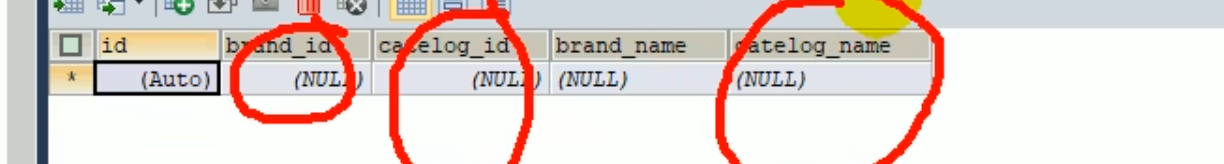 id brand_id catelog_id brand_name catelog_name
* (Auto) (NULL) (NULL) (NULL) (NULL)